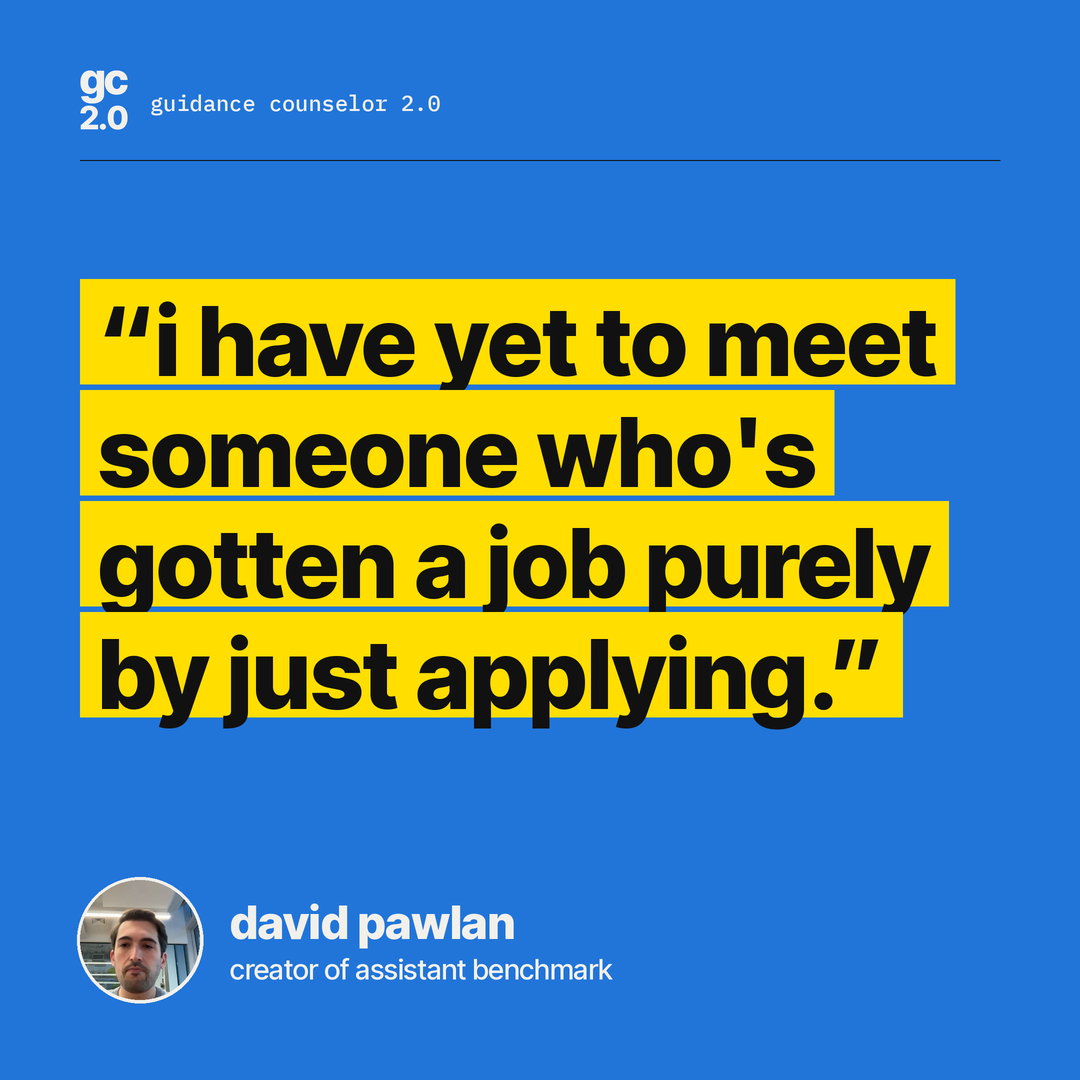 gc
2.0
guidance counselor 2.0
“i have yet to meet
someone who's
gotten a job purely
by just applying.”
david pawlan
creator of assistant benchmark